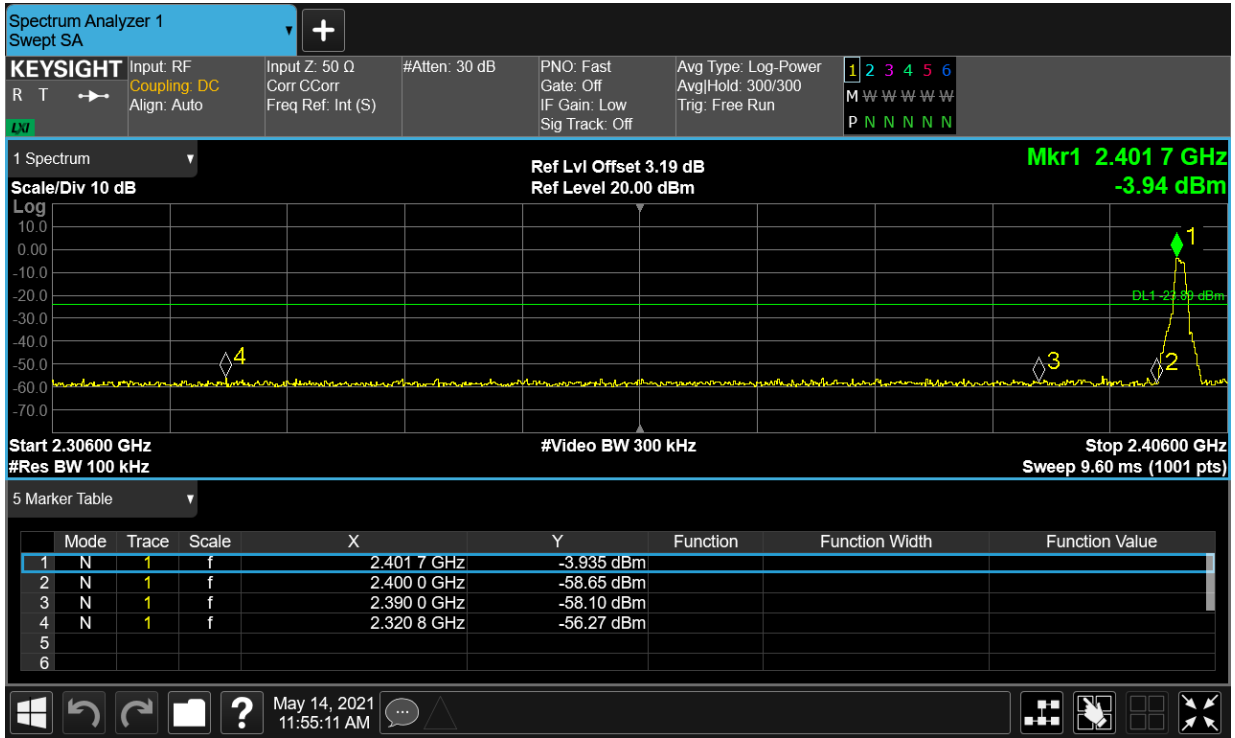 Spectrum Analyzer 1
Swept SA
KEYSIGHT
R T
LXI
Input: RF
Coupling: DC
Align: Auto
Input Z: 50 Ω
Corr CCorr
Freq Ref: Int (S)
#Atten: 30 dB
PNO: Fast
Gate: Off
IF Gain: Low
Sig Track: Off
Avg Type: Log-Power
Avg|Hold: 300/300
Trig: Free Run
1 2 3 4 5 6
M W W W W W
P N N N N N
1 Spectrum
Scale/Div 10 dB
Ref Lvl Offset 3.19 dB
Ref Level 20.00 dBm
Mkr1 2.401 7 GHz
-3.94 dBm
Log
10.0
0.00
-10.0
-20.0
-30.0
-40.0
-50.0
-60.0
-70.0
1
DL1 -23.89 dBm
4
3
2
Start 2.30600 GHz
#Video BW 300 kHz
Stop 2.40600 GHz
#Res BW 100 kHz
Sweep 9.60 ms (1001 pts)
5 Marker Table
Mode Trace Scale X Y Function Function Width Function Value
1 N 1 f 2.401 7 GHz -3.935 dBm
2 N 1 f 2.400 0 GHz -58.65 dBm
3 N 1 f 2.390 0 GHz -58.10 dBm
4 N 1 f 2.320 8 GHz -56.27 dBm
5
6
?
May 14, 2021
11:55:11 AM